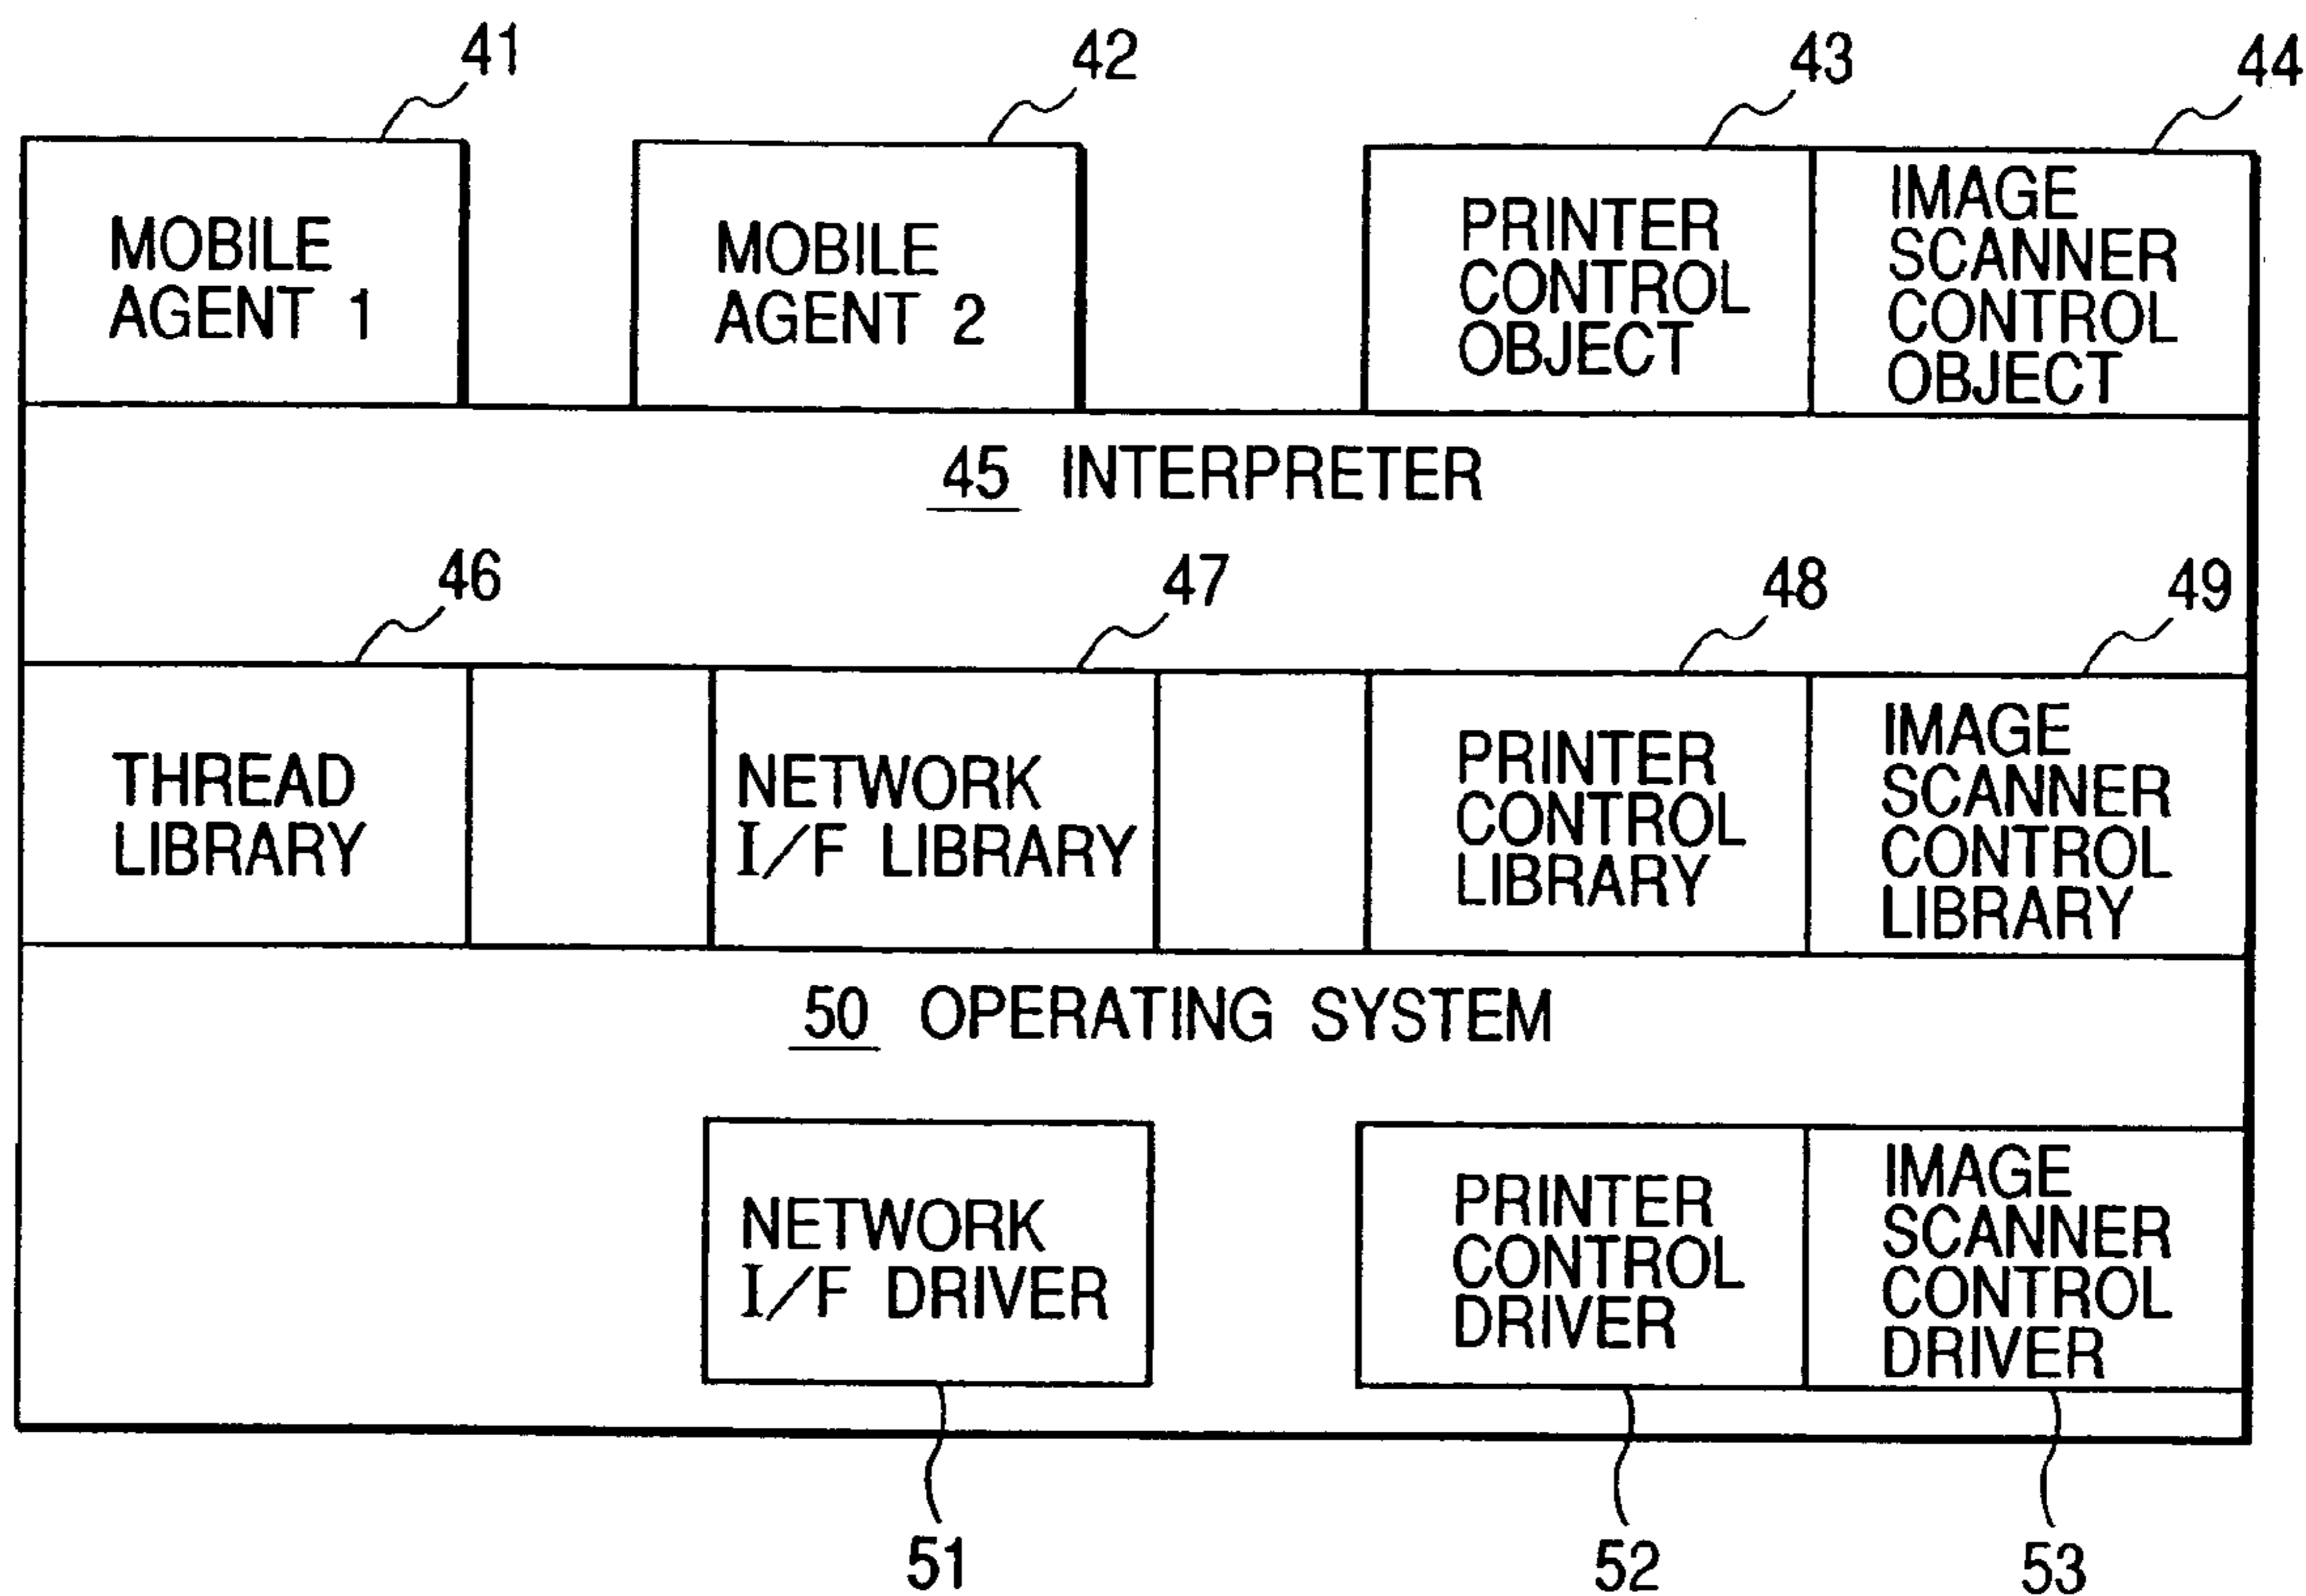 41
42
43
44
MOBILE
AGENT 1
MOBILE
AGENT 2
PRINTER
CONTROL
OBJECT
IMAGE
SCANNER
CONTROL
OBJECT
45 INTERPRETER
46
47
48
49
THREAD
LIBRARY
NETWORK
I/F LIBRARY
PRINTER
CONTROL
LIBRARY
IMAGE
SCANNER
CONTROL
LIBRARY
50 OPERATING SYSTEM
NETWORK
I/F DRIVER
PRINTER
CONTROL
DRIVER
IMAGE
SCANNER
CONTROL
DRIVER
51
52
53